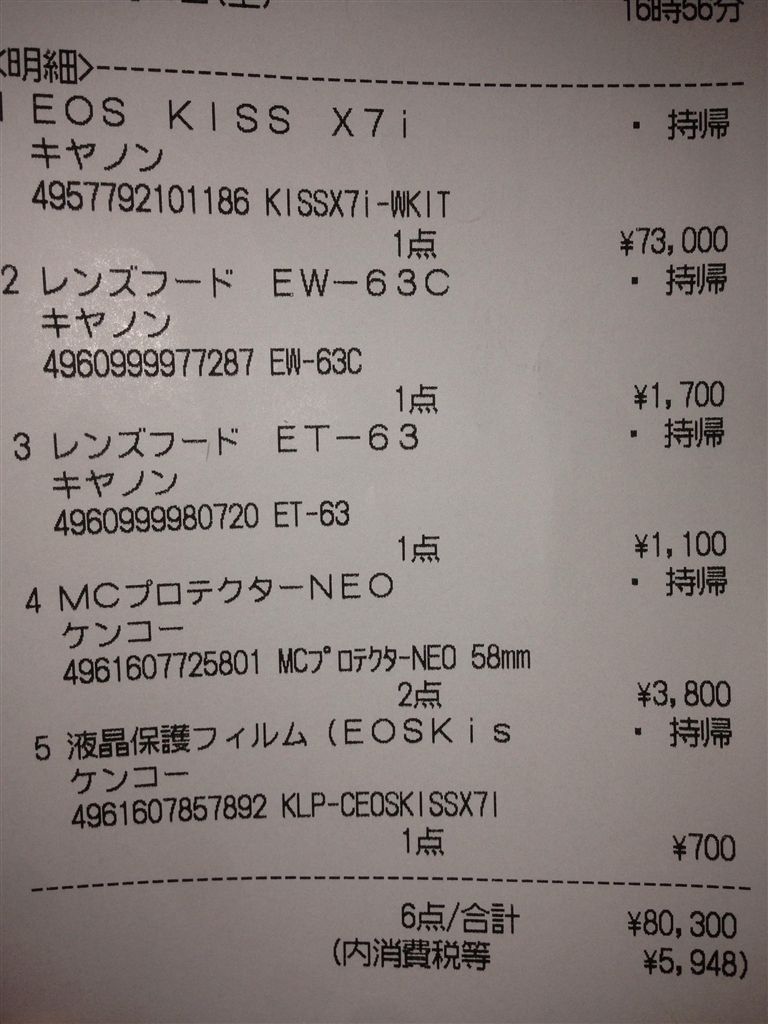 (土) 16時56分
<明細>
1 EOS KISS X7i ・ 持帰
キヤノン
4957792101186 KISSX7i-WKIT
1点 ¥73,000
2 レンズフード EW-63C ・ 持帰
キヤノン
4960999977287 EW-63C
1点 ¥1,700
3 レンズフード ET-63 ・ 持帰
キヤノン
4960999980720 ET-63
1点 ¥1,100
4 MCプロテクターNEO ・ 持帰
ケンコー
4961607725801 MCプロテクターNEO 58mm
2点 ¥3,800
5 液晶保護フィルム(EOSKis ・ 持帰
ケンコー
4961607857892 KLP-CEOSKISSX7I
1点 ¥700
6点/合計 ¥80,300
(内消費税等 ¥5,948)